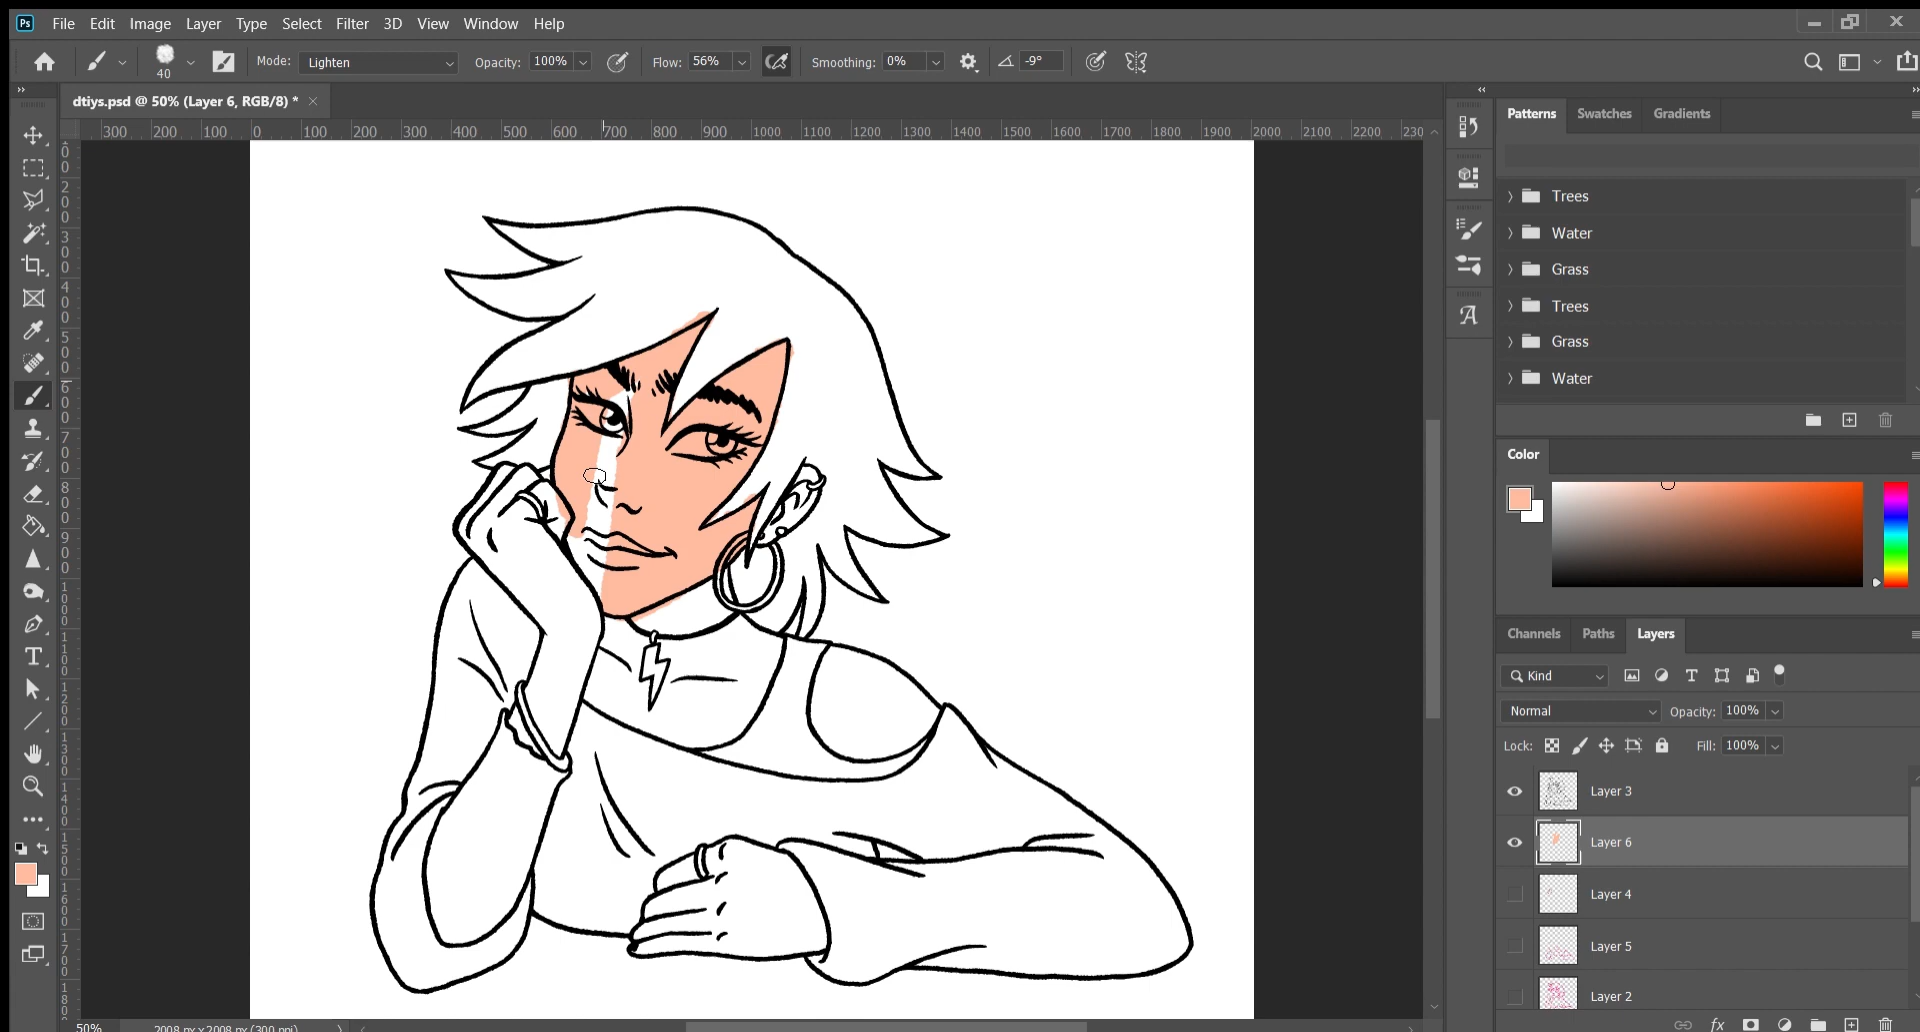 Ps File Edit Image Layer Type Select Filter 3D View Window Help
40 Mode: Lighten Opacity: 100% Flow: 56% Smoothing: 0% -9°
dtiys.psd @ 50% (Layer 6, RGB/8) * ×
300 200 100 0 100 200 300 400 500 600 700 800 900 1000 1100 1200 1300 1400 1500 1600 1700 1800 1900 2000 2100 2200 230
Patterns Swatches Gradients
Trees
Water
Grass
Trees
Grass
Water
Color
Channels Paths Layers
Kind
Normal Opacity: 100%
Lock: Fill: 100%
Layer 3
Layer 6
Layer 4
Layer 5
Layer 2
fx
50% 2008 px x 2008 px (300 ppi)